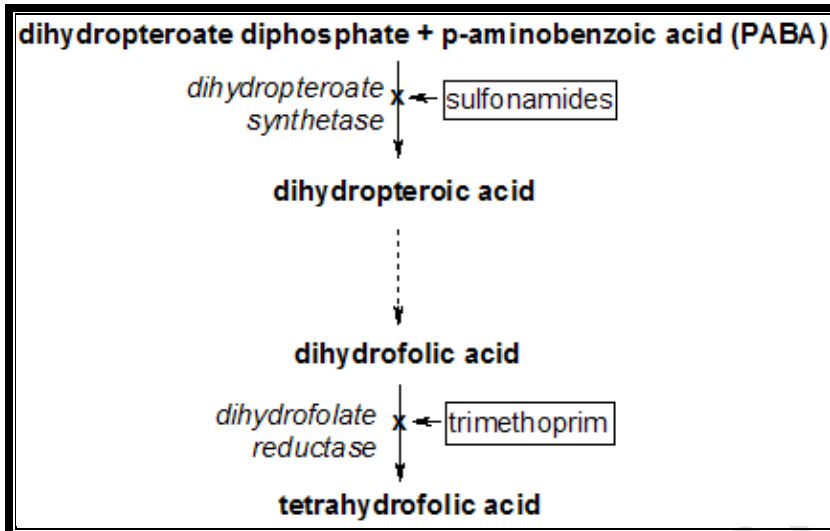 dihydropteroate diphosphate + p-aminobenzoic acid (PABA)
dihydropteroate
synthetase
x
sulfonamides
dihydropteroic acid
dihydrofolic acid
dihydrofolate
reductase
x
trimethoprim
tetrahydrofolic acid